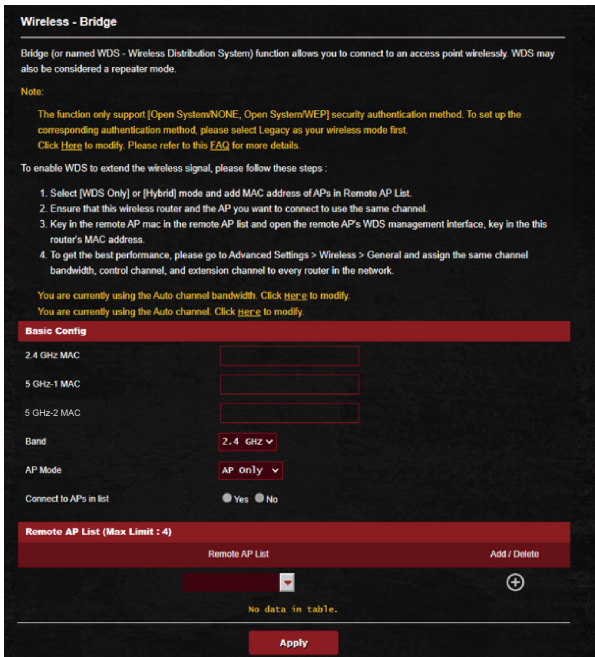 Wireless - Bridge
Bridge (or named WDS - Wireless Distribution System) function allows you to connect to an access point wirelessly. WDS may
also be considered a repeater mode.
Note:
The function only support [Open System/NONE, Open System/WEP] security authentication method. To set up the
corresponding authentication method, please select Legacy as your wireless mode first.
Click Here to modify. Please refer to this FAQ for more details.
To enable WDS to extend the wireless signal, please follow these steps :
1. Select [WDS Only] or [Hybrid] mode and add MAC address of APs in Remote AP List.
2. Ensure that this wireless router and the AP you want to connect to use the same channel.
3. Key in the remote AP mac in the remote AP list and open the remote AP's WDS management interface, key in the this
router's MAC address.
4. To get the best performance, please go to Advanced Settings > Wireless > General and assign the same channel
bandwidth, control channel, and extension channel to every router in the network.
You are currently using the Auto channel bandwidth. Click Here to modify.
You are currently using the Auto channel. Click Here to modify.
Basic Config
2.4 GHz MAC
5 GHz-1 MAC
5 GHz-2 MAC
Band 2.4 GHz
AP Mode AP Only
Connect to APs in list Yes No
Remote AP List (Max Limit : 4)
Remote AP List Add / Delete
No data in table.
Apply